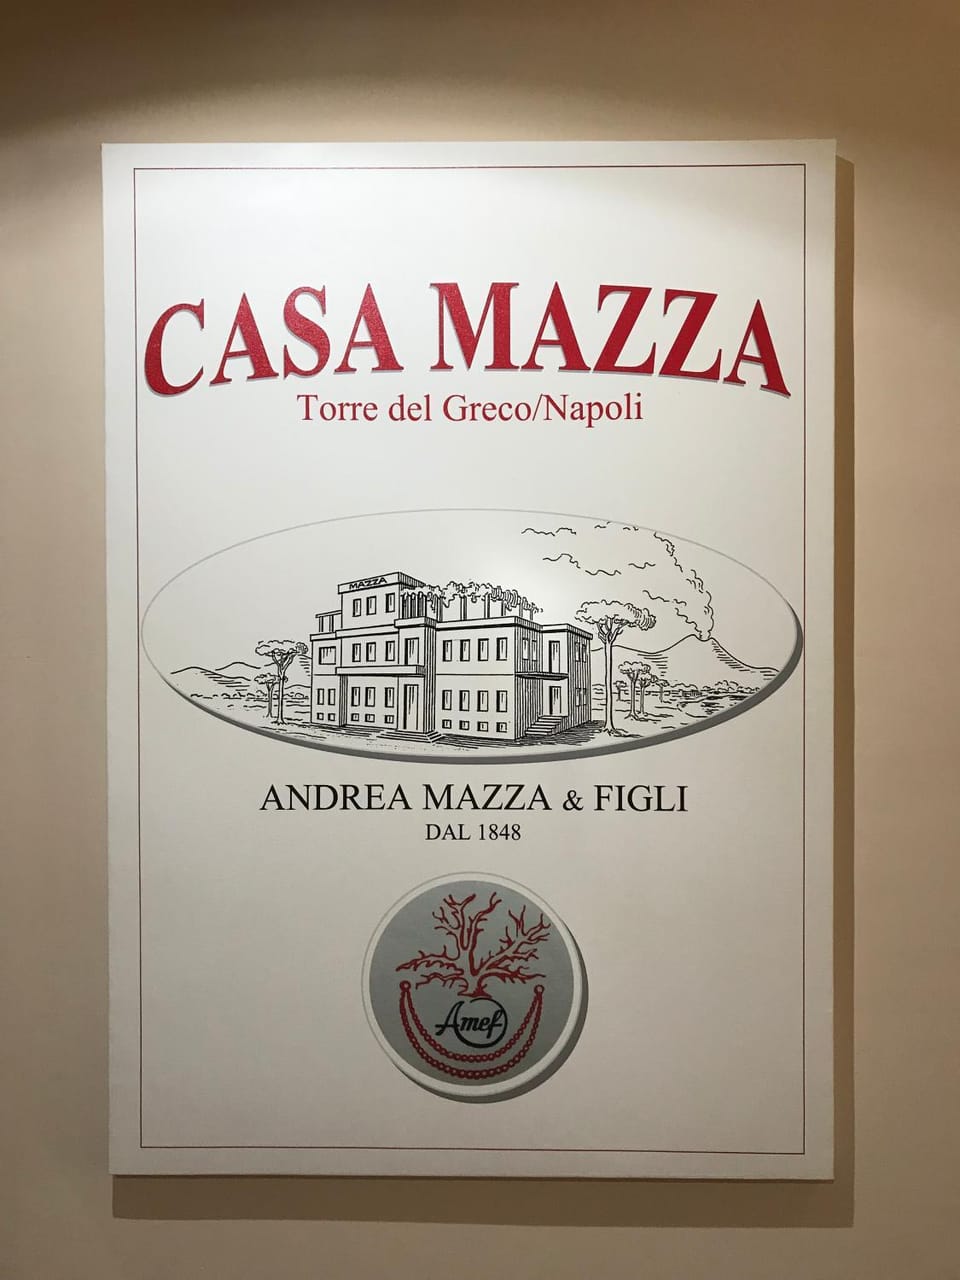 CASA MAZZA
Torre del Greco/Napoli
MAZZA
ANDREA MAZZA & FIGLI
DAL 1848
Amef